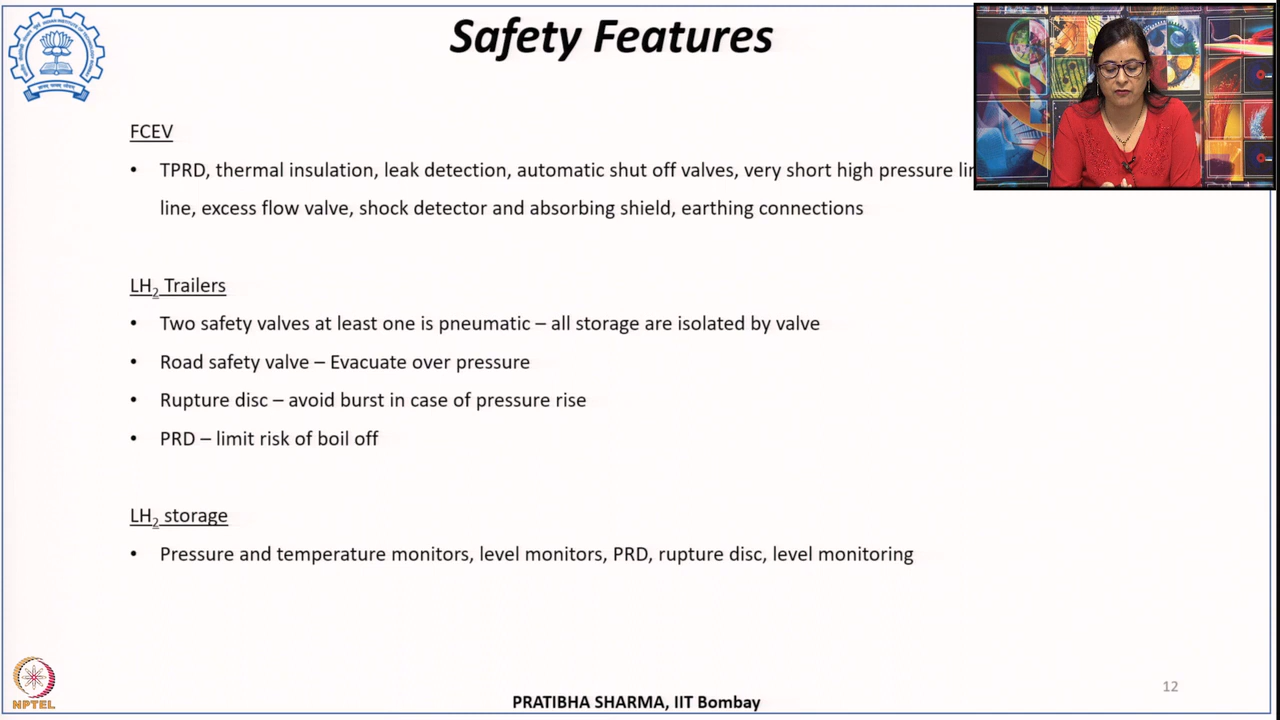 Safety Features
FCEV
• TPRD, thermal insulation, leak detection, automatic shut off valves, very short high pressure
line, excess flow valve, shock detector and absorbing shield, earthing connections
LH₂ Trailers
• Two safety valves at least one is pneumatic – all storage are isolated by valve
• Road safety valve – Evacuate over pressure
• Rupture disc – avoid burst in case of pressure rise
• PRD – limit risk of boil off
LH₂ storage
• Pressure and temperature monitors, level monitors, PRD, rupture disc, level monitoring
12
NPTEL
PRATIBHA SHARMA, IIT Bombay